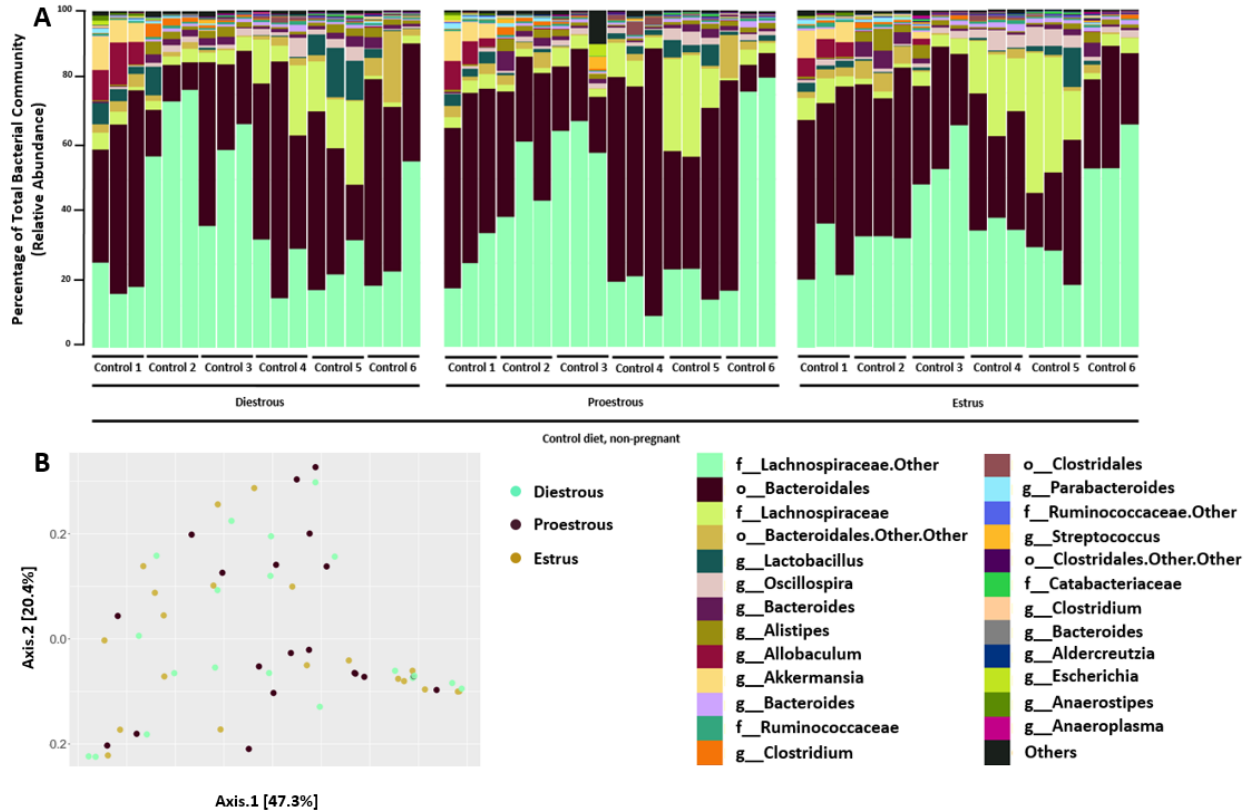 A
Percentage of Total Bacterial Community
(Relative Abundance)
100
80
60
40
20
0
Control 1 Control 2 Control 3 Control 4 Control 5 Control 6
Control 1 Control 2 Control 3 Control 4 Control 5 Control 6
Control 1 Control 2 Control 3 Control 4 Control 5 Control 6
Diestrous
Proestrous
Estrus
Control diet, non-pregnant
B
Axis.2 [20.4%]
0.2
0.0
0.2
Axis.1 [47.3%]
Diestrous
Proestrous
Estrus
f__Lachnospiraceae.Other
o__Bacteroidales
f__Lachnospiraceae
o__Bacteroidales.Other.Other
g__Lactobacillus
g__Oscillospira
g__Bacteroides
g__Alistipes
g__Allobaculum
g__Akkermansia
g__Bacteroides
f__Ruminococcaceae
g__Clostridium
o__Clostridales
g__Parabacteroides
f__Ruminococcaceae.Other
g__Streptococcus
o__Clostridales.Other.Other
f__Catabacteriaceae
g__Clostridium
g__Bacteroides
g__Aldercreutzia
g__Escherichia
g__Anaerostipes
g__Anaeroplasma
Others